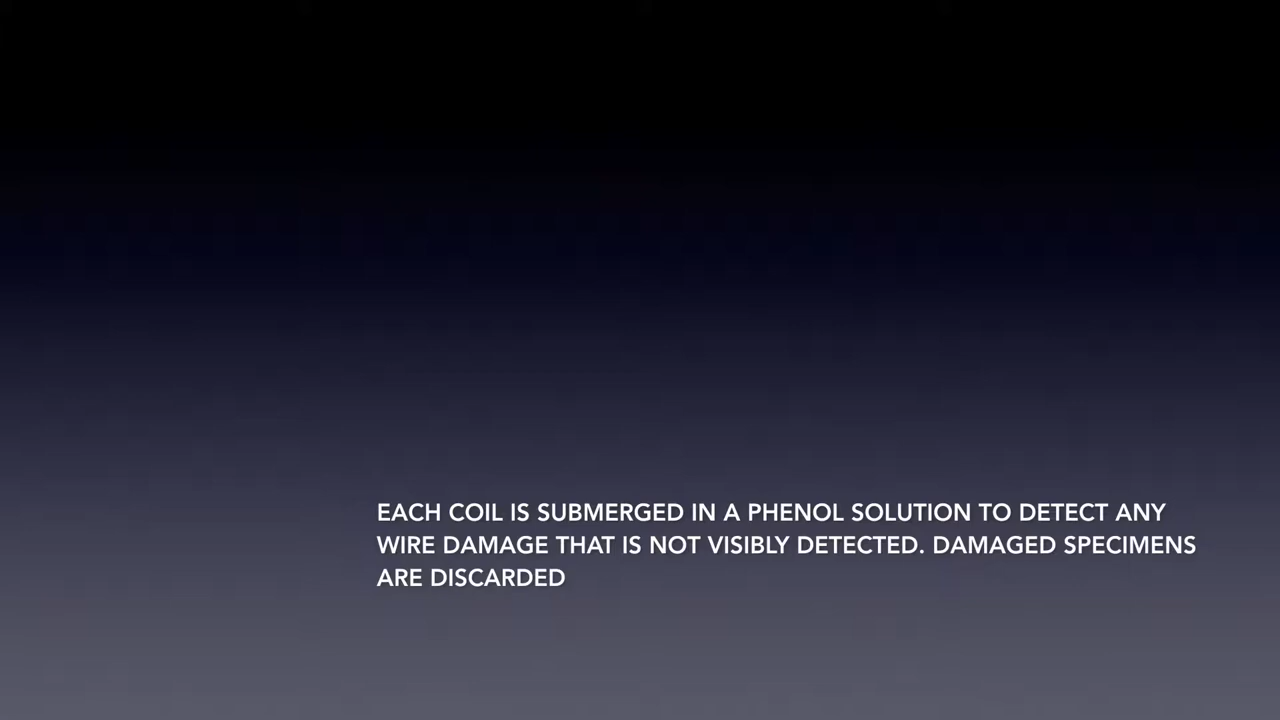 EACH COIL IS SUBMERGED IN A PHENOL SOLUTION TO DETECT ANY
WIRE DAMAGE THAT IS NOT VISIBLY DETECTED. DAMAGED SPECIMENS
ARE DISCARDED